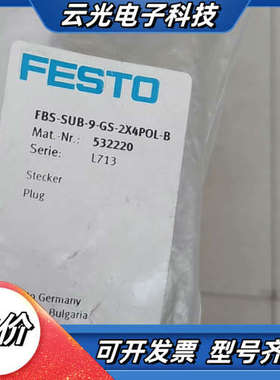 云光电子科技
FESTO
FBS-SUB-9-GS-2X4POL-B
Mat.-Nr.: 532220
Serie: L713
Stecker
Plug
Germany
Bulgaria
价
可开发票 型号齐